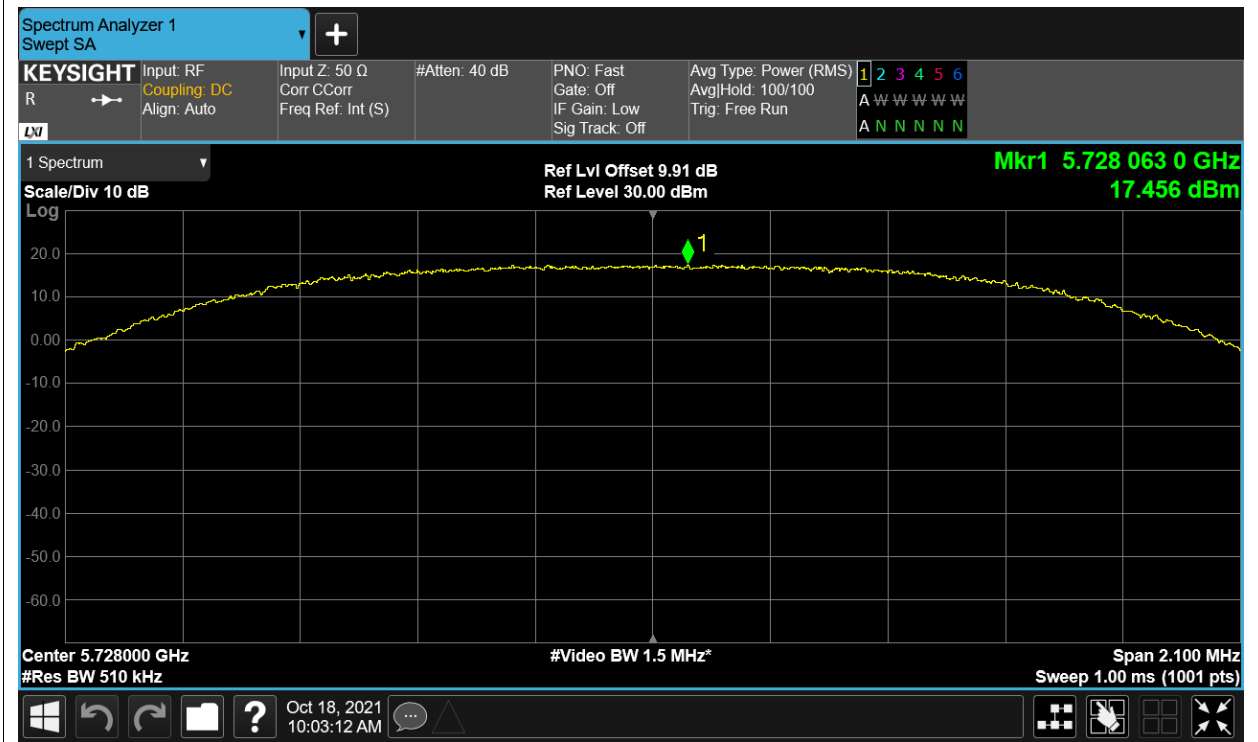 Spectrum Analyzer 1
Swept SA
+
KEYSIGHT
R
LXI
Input: RF
Coupling: DC
Align: Auto
Input Z: 50 Ω
Corr CCorr
Freq Ref: Int (S)
#Atten: 40 dB
PNO: Fast
Gate: Off
IF Gain: Low
Sig Track: Off
Avg Type: Power (RMS)
Avg|Hold: 100/100
Trig: Free Run
1 2 3 4 5 6
A W W W W W
A N N N N N
1 Spectrum
Scale/Div 10 dB
Log
Ref Lvl Offset 9.91 dB
Ref Level 30.00 dBm
Mkr1 5.728 063 0 GHz
17.456 dBm
1
20.0
10.0
0.00
-10.0
-20.0
-30.0
-40.0
-50.0
-60.0
Center 5.728000 GHz
#Res BW 510 kHz
#Video BW 1.5 MHz*
Span 2.100 MHz
Sweep 1.00 ms (1001 pts)
?
Oct 18, 2021
10:03:12 AM